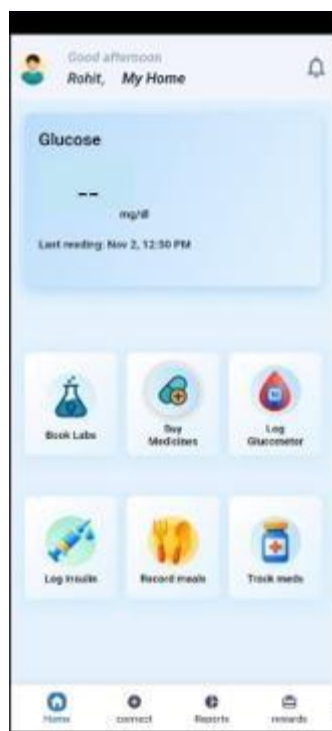 Good afternoon
Rohit, My Home
Glucose
--
mg/dl
Last reading: Nov 2, 12:50 PM
Book Labs
Buy
Medicines
Log
Glucometer
Log Insulin
Record meals
Track meds
Home
connect
Reports
rewards